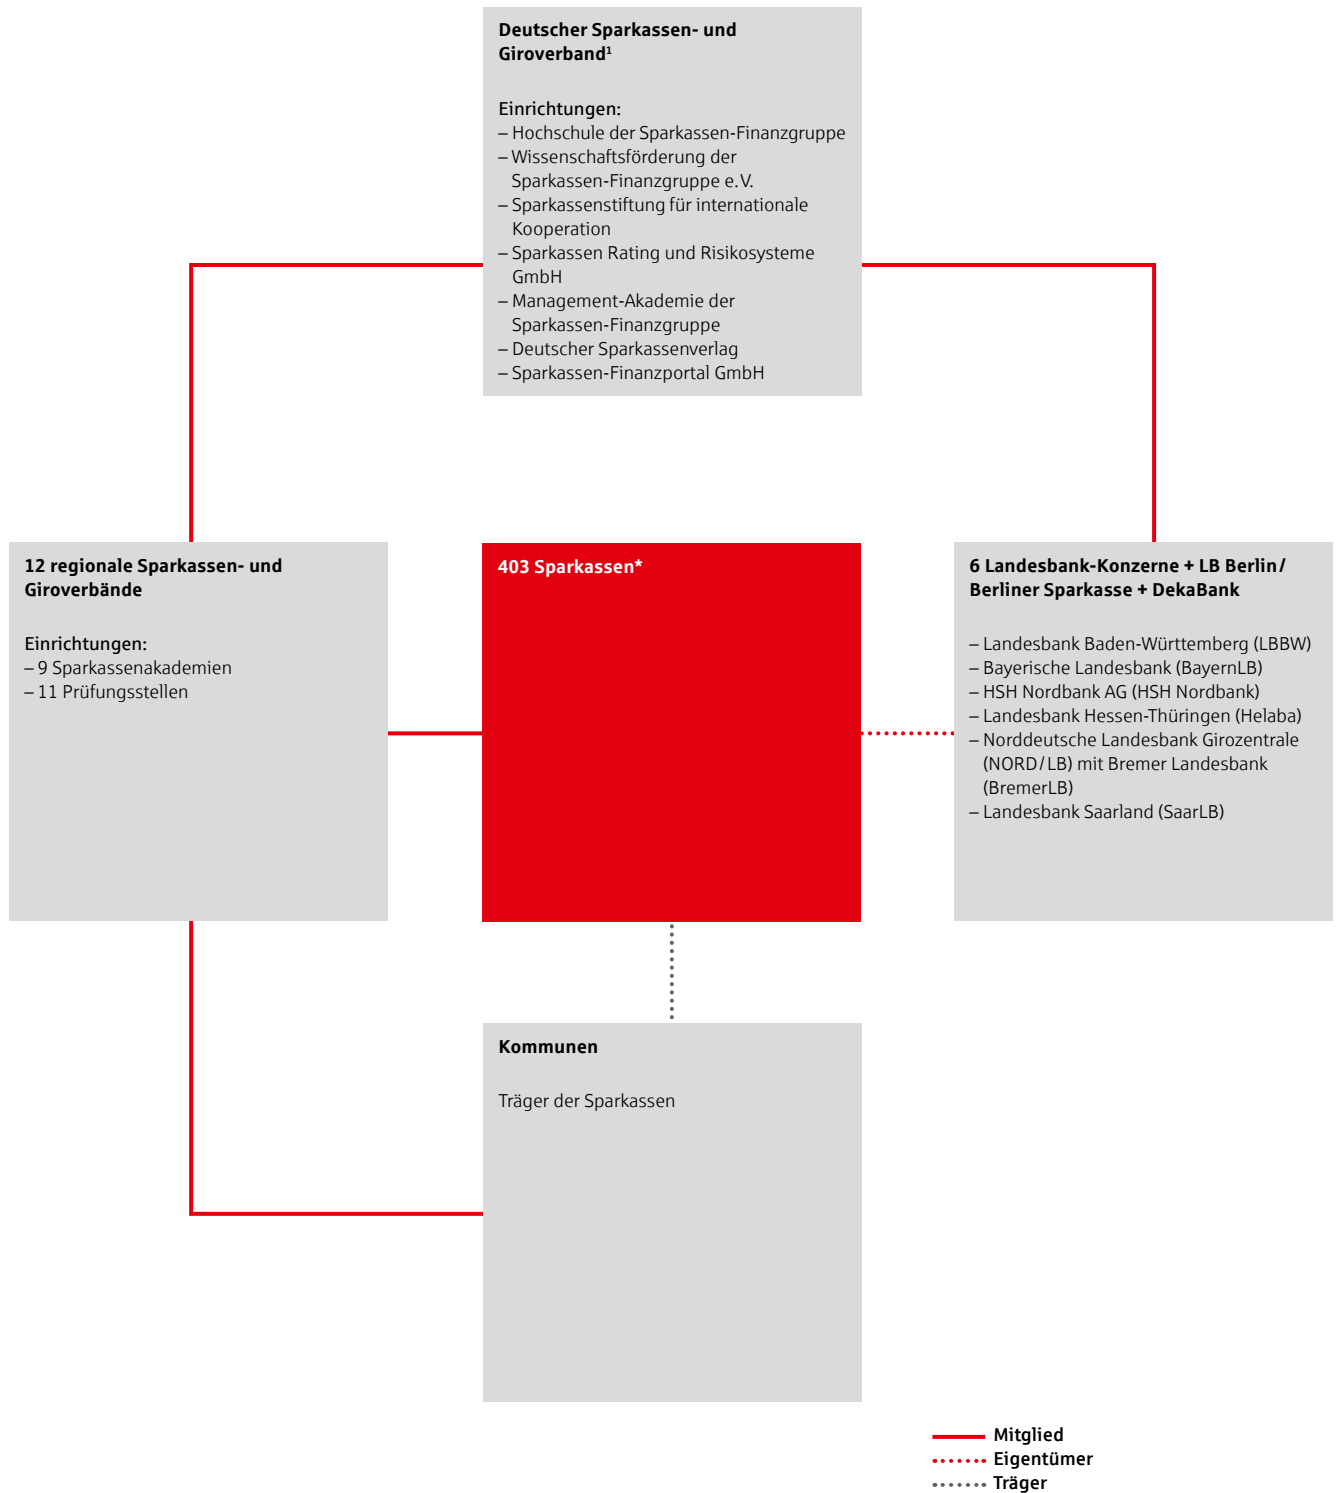 Deutscher Sparkassen- und
Giroverband¹
Einrichtungen:
– Hochschule der Sparkassen-Finanzgruppe
– Wissenschaftsförderung der
Sparkassen-Finanzgruppe e.V.
– Sparkassenstiftung für internationale
Kooperation
– Sparkassen Rating und Risikosysteme
GmbH
– Management-Akademie der
Sparkassen-Finanzgruppe
– Deutscher Sparkassenverlag
– Sparkassen-Finanzportal GmbH
12 regionale Sparkassen- und
Giroverbände
Einrichtungen:
– 9 Sparkassenakademien
– 11 Prüfungsstellen
403 Sparkassen*
6 Landesbank-Konzerne + LB Berlin/
Berliner Sparkasse + DekaBank
– Landesbank Baden-Württemberg (LBBW)
– Bayerische Landesbank (BayernLB)
– HSH Nordbank AG (HSH Nordbank)
– Landesbank Hessen-Thüringen (Helaba)
– Norddeutsche Landesbank Girozentrale
(NORD/LB) mit Bremer Landesbank
(BremerLB)
– Landesbank Saarland (SaarLB)
Kommunen
Träger der Sparkassen
Mitglied
Eigentümer
Träger